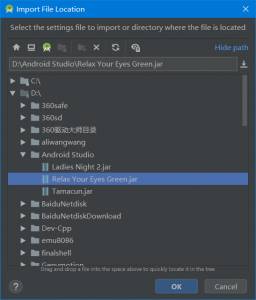 Import File Location
Select the settings file to import or directory where the file is located
Hide path
D:\Android Studio\Relax Your Eyes Green.jar
C:\
D:\
360safe
360sd
360驱动大师目录
aliwangwang
Android Studio
Ladies Night 2.jar
Relax Your Eyes Green.jar
Tamacun.jar
BaiduNetdisk
BaiduNetdiskDownload
Dev-Cpp
emu8086
finalshell
Genymotion
Drag and drop a file into the space above to quickly locate it in the tree
OK
Cancel